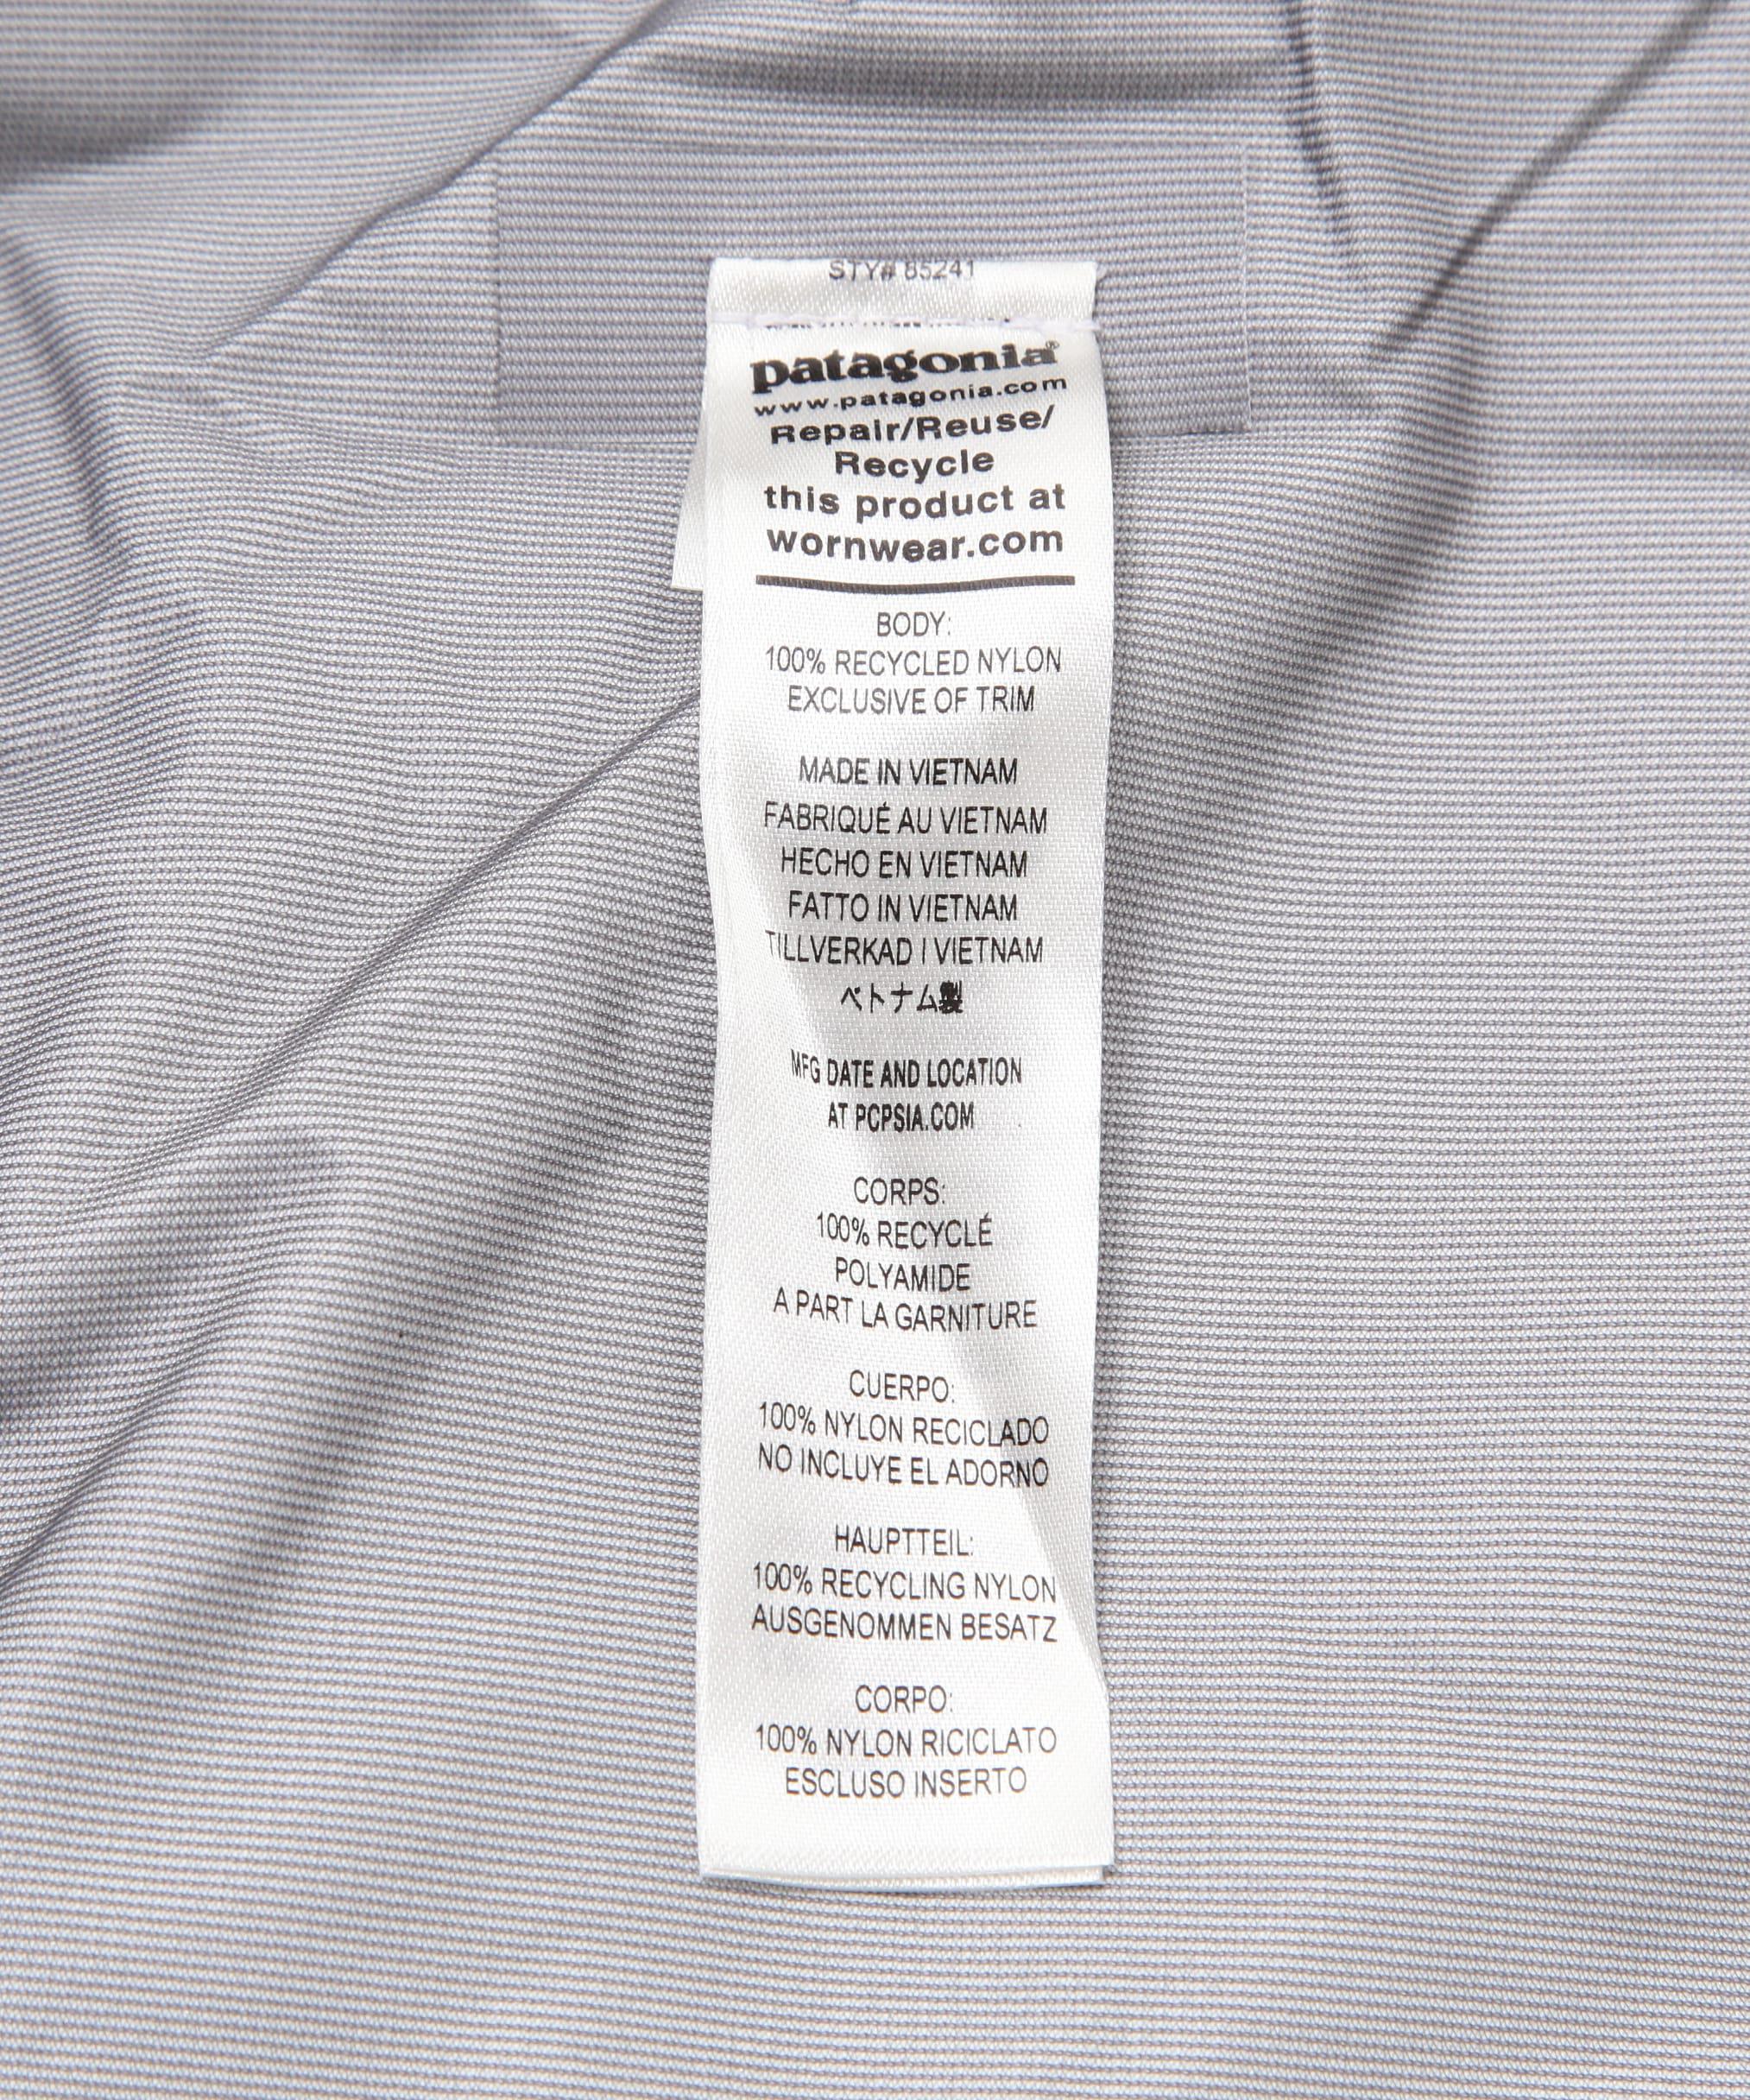 STY# 85241
patagonia®
www.patagonia.com
Repair/Reuse/
Recycle
this product at
wornwear.com
BODY:
100% RECYCLED NYLON
EXCLUSIVE OF TRIM
MADE IN VIETNAM
FABRIQUÉ AU VIETNAM
HECHO EN VIETNAM
FATTO IN VIETNAM
TILLVERKAD I VIETNAM
ベトナム製
MFG DATE AND LOCATION
AT PCPSIA.COM
CORPS:
100% RECYCLÉ
POLYAMIDE
A PART LA GARNITURE
CUERPO:
100% NYLON RECICLADO
NO INCLUYE EL ADORNO
HAUPTTEIL:
100% RECYCLING NYLON
AUSGENOMMEN BESATZ
CORPO:
100% NYLON RICICLATO
ESCLUSO INSERTO